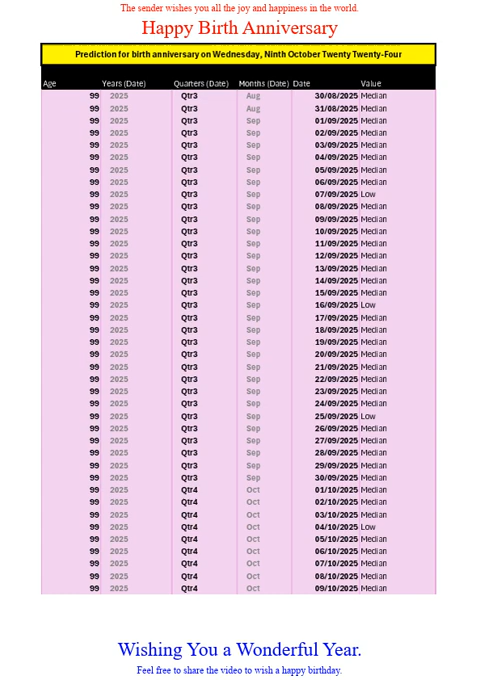 The sender wishes you all the joy and happiness in the world.
Happy Birth Anniversary
Prediction for birth anniversary on Wednesday, Ninth October Twenty Twenty-Four
Age Years (Date) Quarters (Date) Months (Date) Date Value
99 2025 Qtr3 Aug 30/08/2025 Median
99 2025 Qtr3 Aug 31/08/2025 Median
99 2025 Qtr3 Sep 01/09/2025 Median
99 2025 Qtr3 Sep 02/09/2025 Median
99 2025 Qtr3 Sep 03/09/2025 Median
99 2025 Qtr3 Sep 04/09/2025 Median
99 2025 Qtr3 Sep 05/09/2025 Median
99 2025 Qtr3 Sep 06/09/2025 Median
99 2025 Qtr3 Sep 07/09/2025 Low
99 2025 Qtr3 Sep 08/09/2025 Median
99 2025 Qtr3 Sep 09/09/2025 Median
99 2025 Qtr3 Sep 10/09/2025 Median
99 2025 Qtr3 Sep 11/09/2025 Median
99 2025 Qtr3 Sep 12/09/2025 Median
99 2025 Qtr3 Sep 13/09/2025 Median
99 2025 Qtr3 Sep 14/09/2025 Median
99 2025 Qtr3 Sep 15/09/2025 Median
99 2025 Qtr3 Sep 16/09/2025 Low
99 2025 Qtr3 Sep 17/09/2025 Median
99 2025 Qtr3 Sep 18/09/2025 Median
99 2025 Qtr3 Sep 19/09/2025 Median
99 2025 Qtr3 Sep 20/09/2025 Median
99 2025 Qtr3 Sep 21/09/2025 Median
99 2025 Qtr3 Sep 22/09/2025 Median
99 2025 Qtr3 Sep 23/09/2025 Median
99 2025 Qtr3 Sep 24/09/2025 Median
99 2025 Qtr3 Sep 25/09/2025 Low
99 2025 Qtr3 Sep 26/09/2025 Median
99 2025 Qtr3 Sep 27/09/2025 Median
99 2025 Qtr3 Sep 28/09/2025 Median
99 2025 Qtr3 Sep 29/09/2025 Median
99 2025 Qtr3 Sep 30/09/2025 Median
99 2025 Qtr4 Oct 01/10/2025 Median
99 2025 Qtr4 Oct 02/10/2025 Median
99 2025 Qtr4 Oct 03/10/2025 Median
99 2025 Qtr4 Oct 04/10/2025 Low
99 2025 Qtr4 Oct 05/10/2025 Median
99 2025 Qtr4 Oct 06/10/2025 Median
99 2025 Qtr4 Oct 07/10/2025 Median
99 2025 Qtr4 Oct 08/10/2025 Median
99 2025 Qtr4 Oct 09/10/2025 Median
Wishing You a Wonderful Year.
Feel free to share the video to wish a happy birthday.